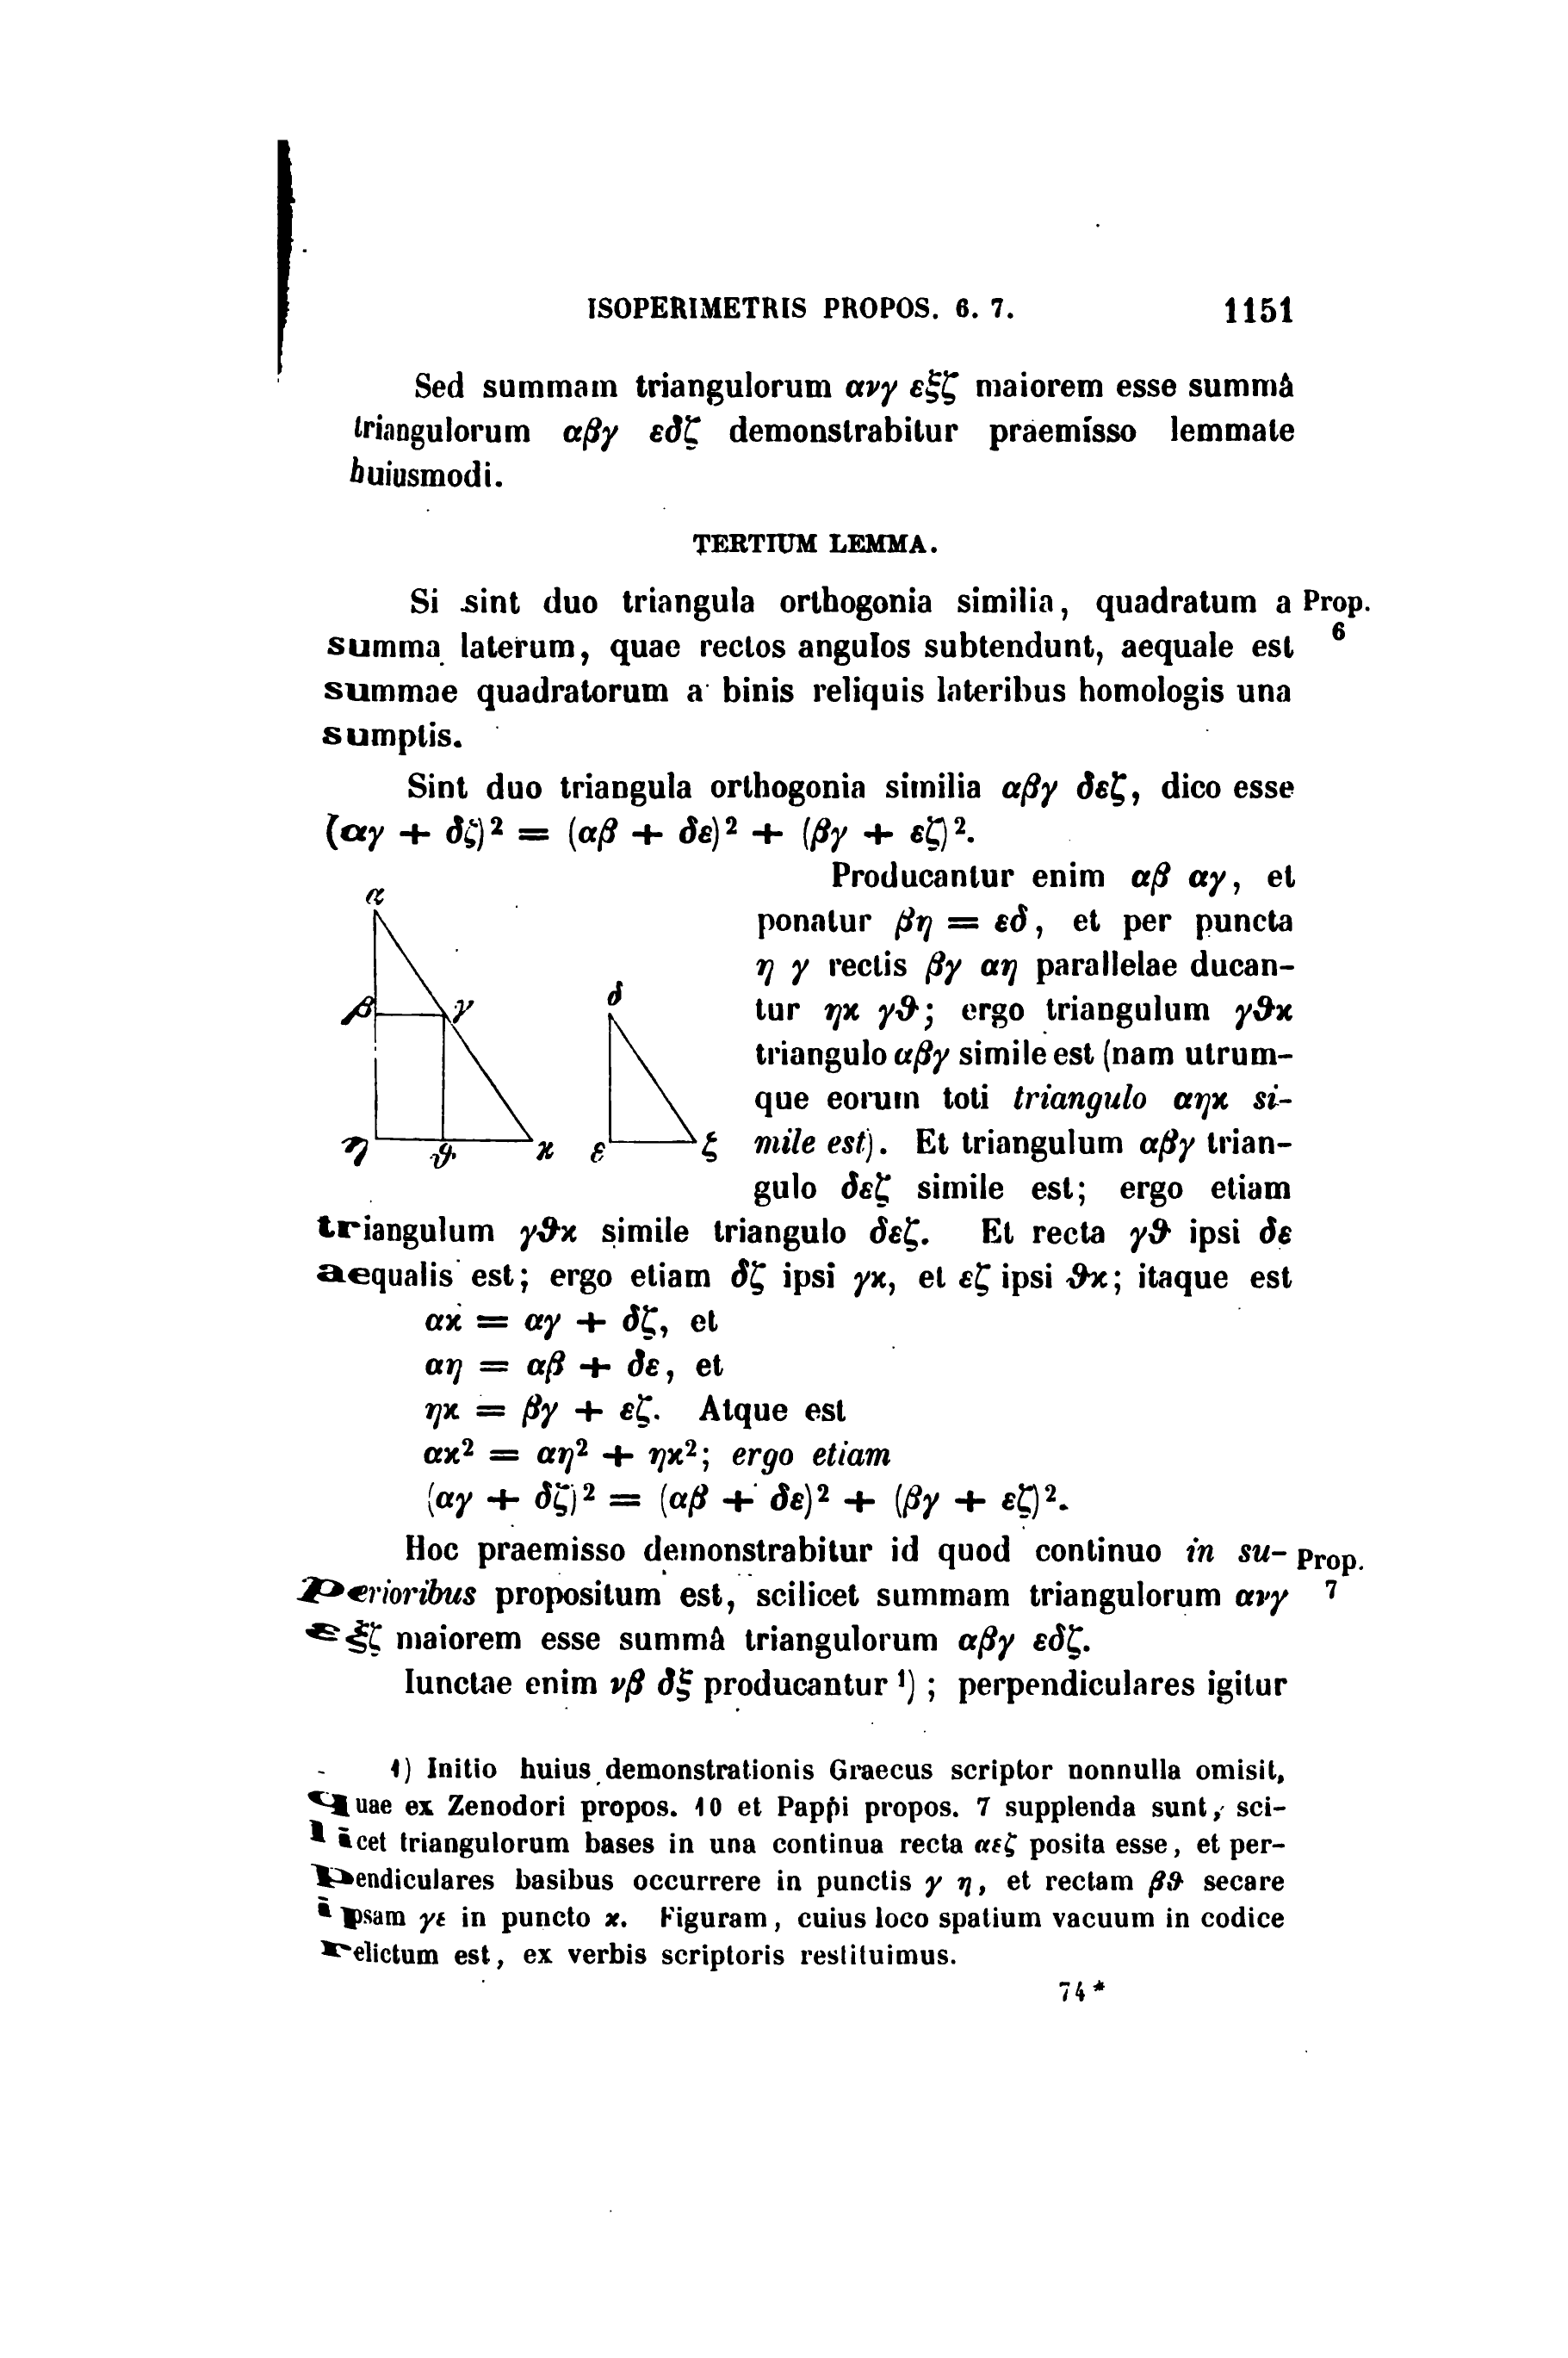 ISOPERIMETRIS PROPOS. 6. 7. 1151
Sed summam triangulorum ανγ εξζ maiorem esse summâ
triangulorum αβγ εδζ demonstrabitur praemisso lemmate
huiusmodi.
TERTIUM LEMMA.
Si sint duo triangula orthogonia similia, quadratum a Prop. 6
summa laterum, quae rectos angulos subtendunt, aequale est
summae quadratorum a binis reliquis lateribus homologis una
sumptis.
Sint duo triangula orthogonia similia αβγ δεζ, dico esse
(αγ + δζ)² = (αβ + δε)² + (βγ + εζ)².
Producantur enim αβ αγ, et
ponatur βη = εδ, et per puncta
η γ rectis βγ αη parallelae ducan-
tur ηκ γϑ; ergo triangulum γϑκ
triangulo αβγ simile est (nam utrum-
que eorum toti triangulo αηκ si-
mile est). Et triangulum αβγ trian-
gulo δεζ simile est; ergo etiam
α
β γ
η ϑ κ
δ
ε ξ
triangulum γϑκ simile triangulo δεζ. Et recta γϑ ipsi δε
aequalis est; ergo etiam δζ ipsi γκ, et εζ ipsi ϑκ; itaque est
ακ = αγ + δζ, et
αη = αβ + δε, et
ηκ = βγ + εζ. Atque est
ακ² = αη² + ηκ²; ergo etiam
(αγ + δζ)² = (αβ + δε)² + (βγ + εζ)².
Hoc praemisso demonstrabitur id quod continuo in su- Prop. 7
perioribus propositum est, scilicet summam triangulorum ανγ
εξζ maiorem esse summâ triangulorum αβγ εδζ.
Iunctae enim νβ δξ producantur ¹); perpendiculares igitur
1) Initio huius demonstrationis Graecus scriptor nonnulla omisit,
quae ex Zenodori propos. 10 et Pappi propos. 7 supplenda sunt, sci-
licet triangulorum bases in una continua recta αεζ posita esse, et per-
pendiculares basibus occurrere in punctis γ η, et rectam βϑ secare
ipsam γε in puncto κ. Figuram, cuius loco spatium vacuum in codice
relictum est, ex verbis scriptoris restituimus.
74*